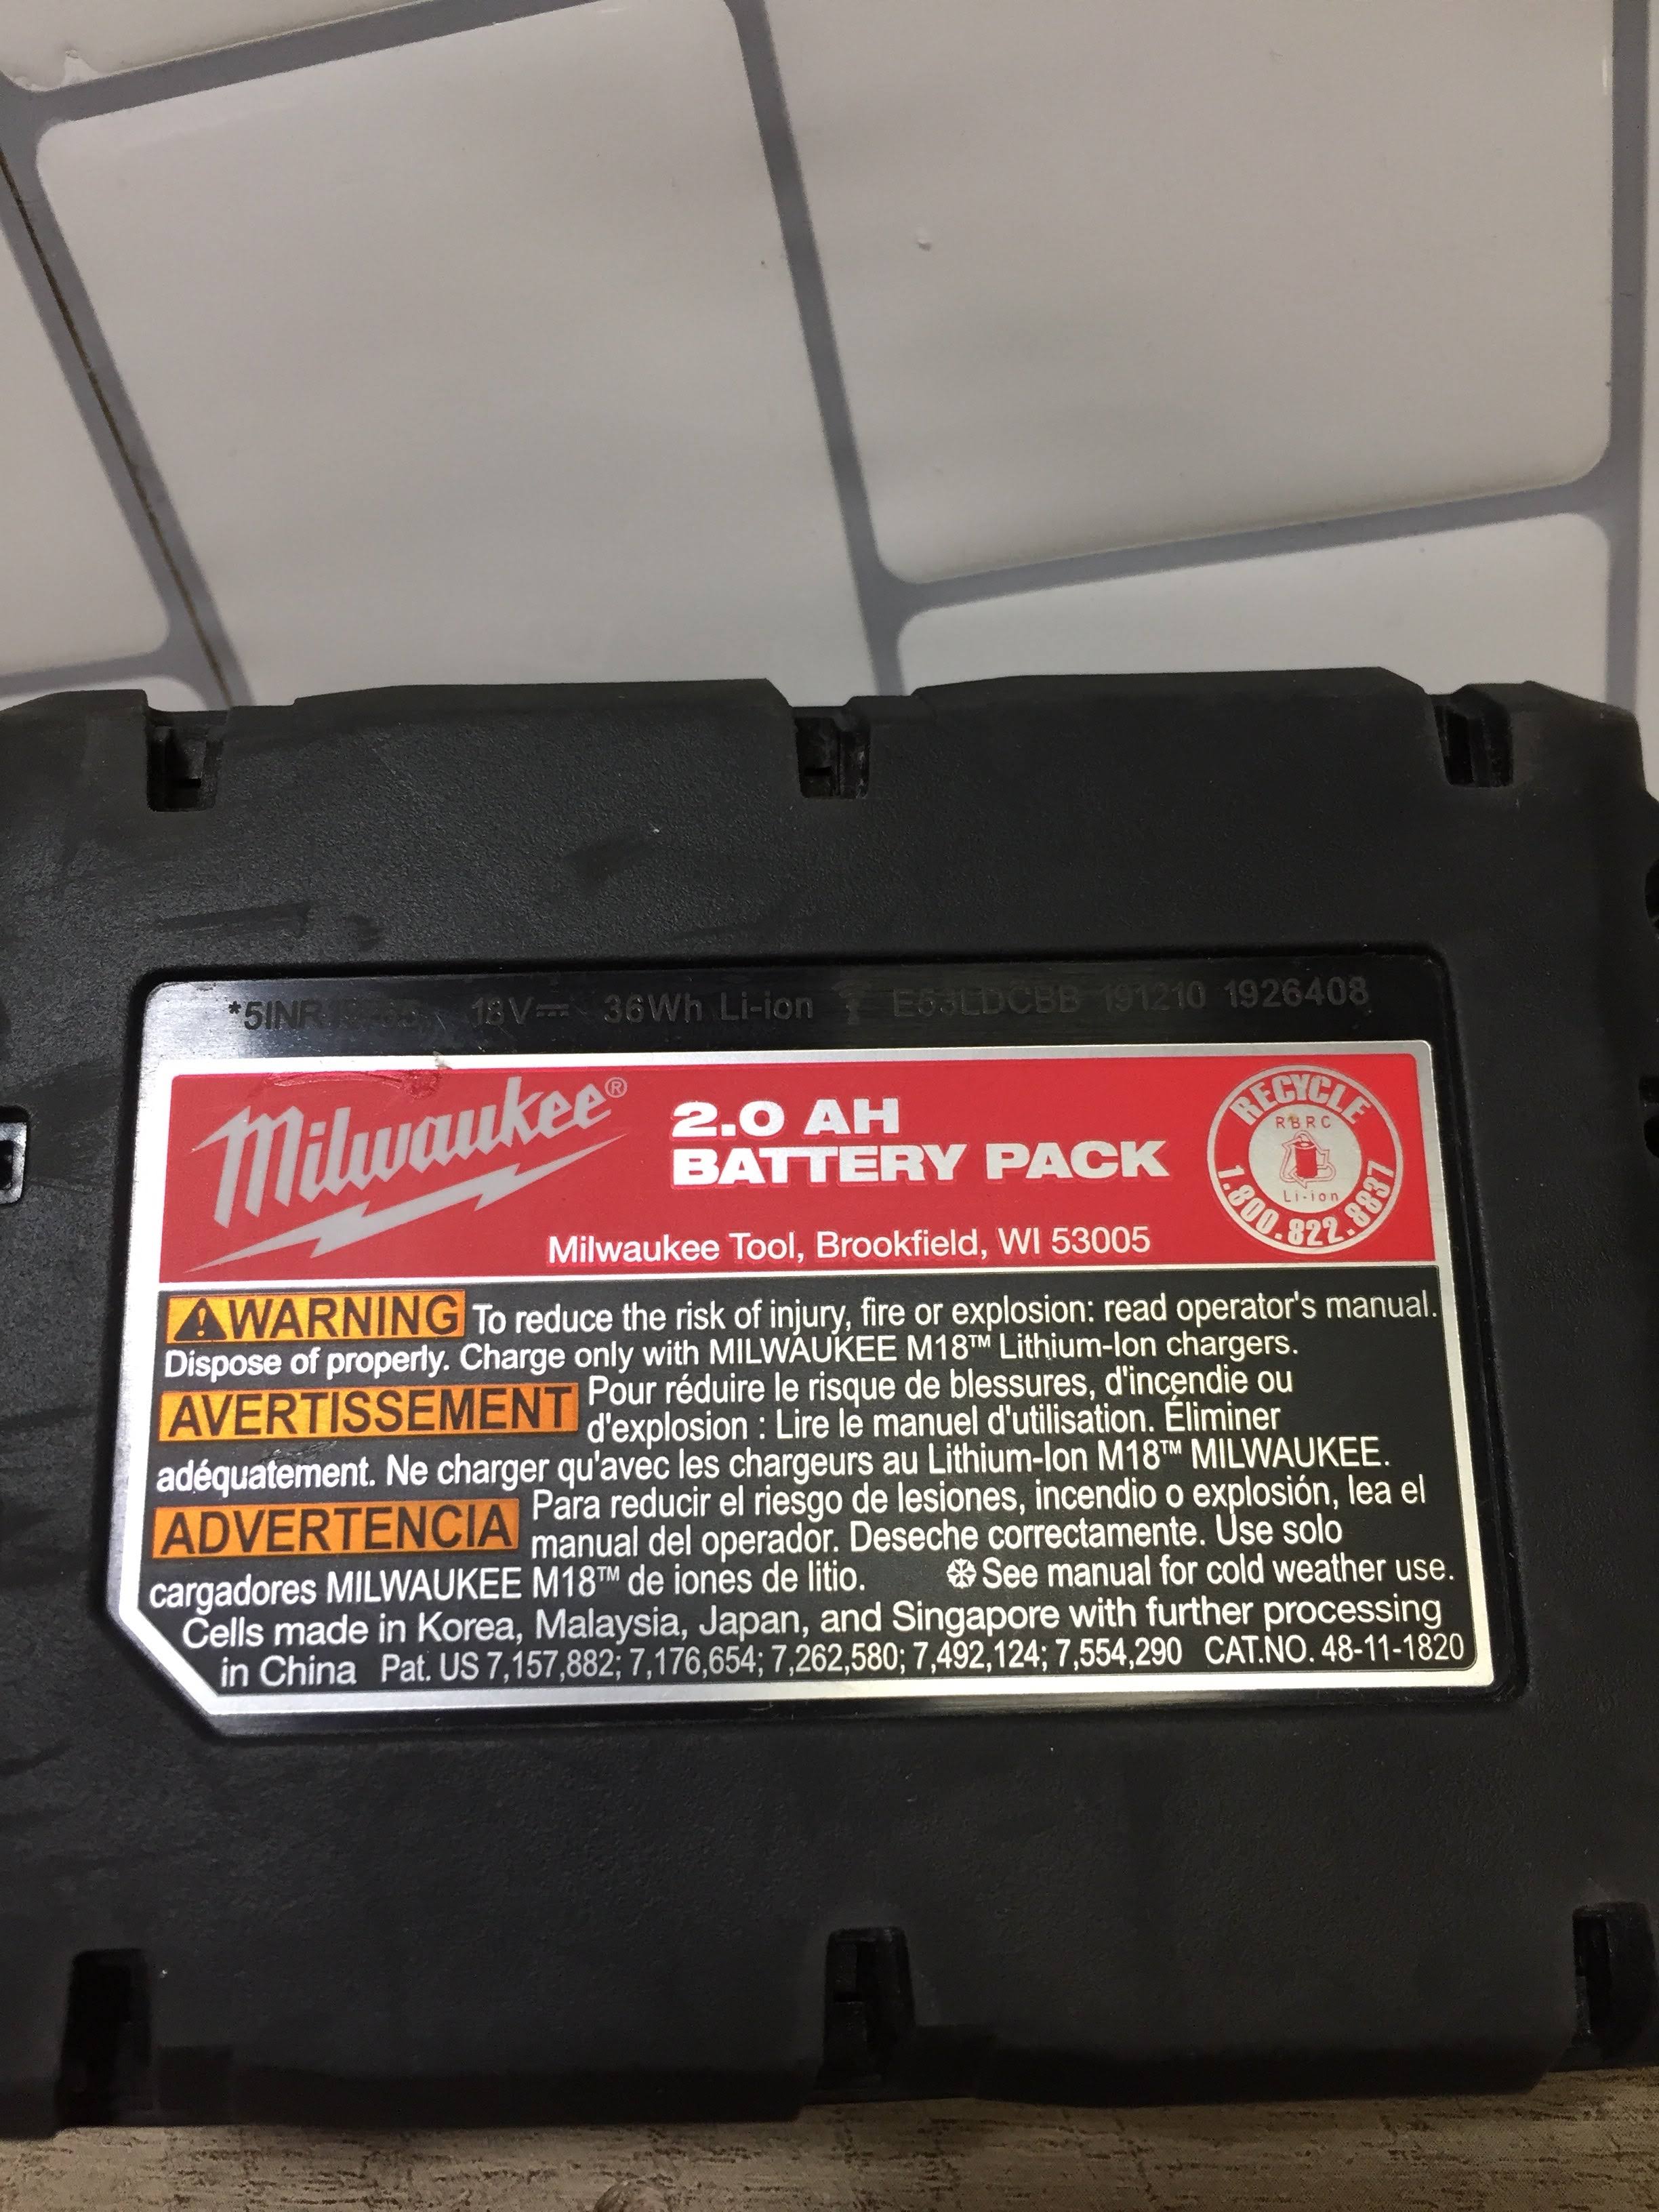 18V 36Wh Li-ion E53LDCBB 191210 1926408
Milwaukee®
2.0 AH
BATTERY PACK
Milwaukee Tool, Brookfield, WI 53005
RECYCLE
RBRC
Li-ion
1.800.822.8837
⚠WARNING To reduce the risk of injury, fire or explosion: read operator's manual.
Dispose of properly. Charge only with MILWAUKEE M18™ Lithium-Ion chargers.
AVERTISSEMENT Pour réduire le risque de blessures, d'incendie ou
d'explosion : Lire le manuel d'utilisation. Éliminer
adéquatement. Ne charger qu'avec les chargeurs au Lithium-Ion M18™ MILWAUKEE.
ADVERTENCIA Para reducir el riesgo de lesiones, incendio o explosión, lea el
manual del operador. Deseche correctamente. Use solo
cargadores MILWAUKEE M18™ de iones de litio. ❄See manual for cold weather use.
Cells made in Korea, Malaysia, Japan, and Singapore with further processing
in China Pat. US 7,157,882; 7,176,654; 7,262,580; 7,492,124; 7,554,290 CAT.NO. 48-11-1820